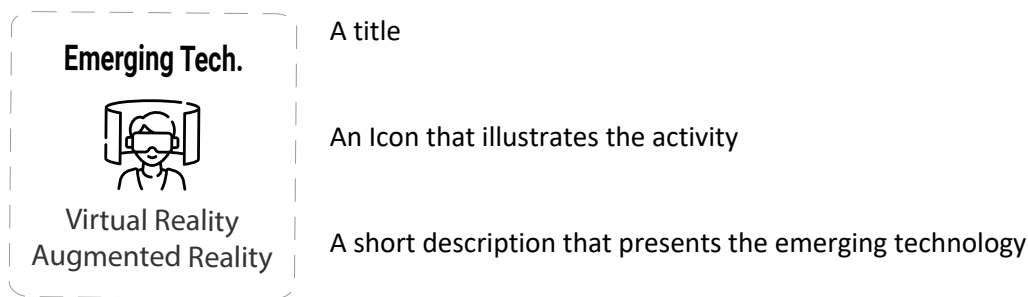 A title
Emerging Tech.
An Icon that illustrates the activity
Virtual Reality
Augmented Reality
A short description that presents the emerging technology